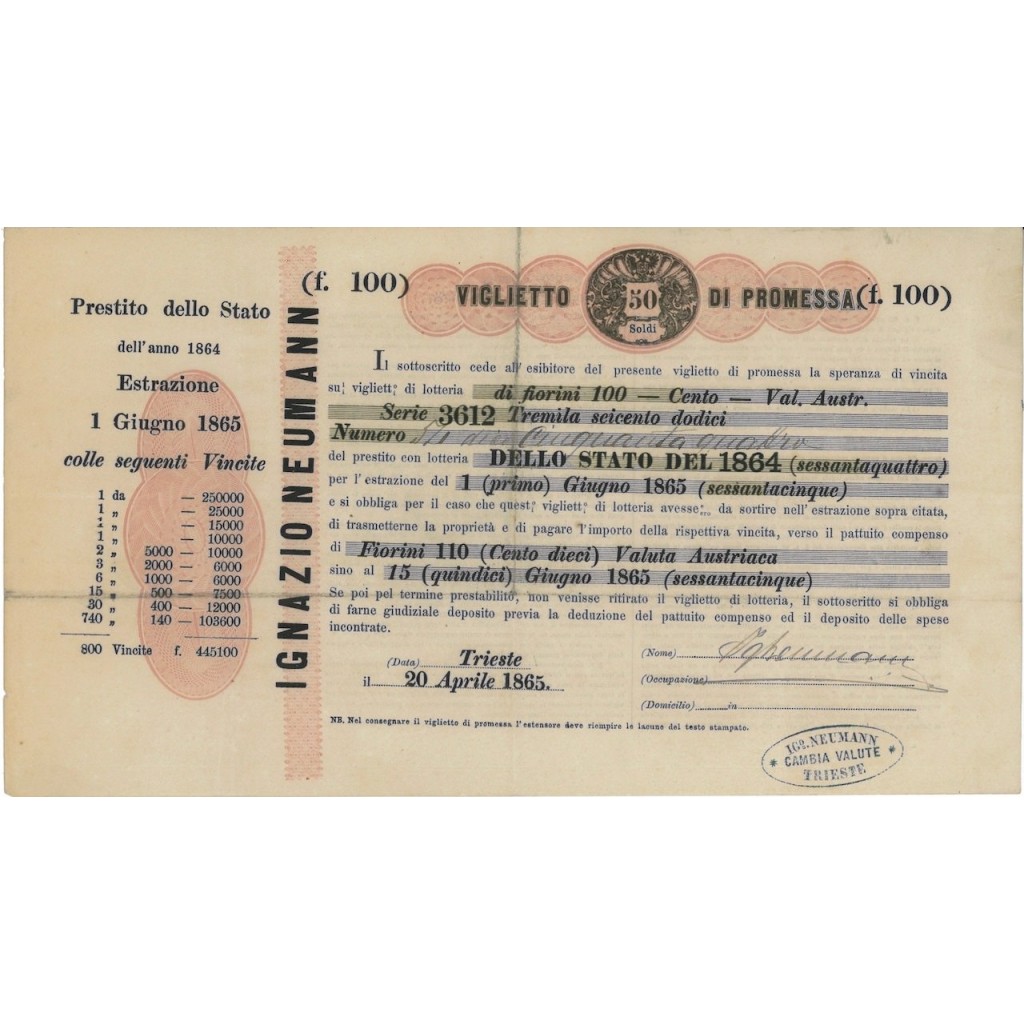 Prestito dello Stato
dell'anno 1864
Estrazione
1 Giugno 1865
colle seguenti Vincite
1 da — 250000
1 „ — 25000
1 „ — 15000
1 „ — 10000
2 „ 5000 — 10000
3 „ 2000 — 6000
6 „ 1000 — 6000
15 „ 500 — 7500
30 „ 400 — 12000
740 „ 140 — 103600
800 Vincite f. 445100
IGNAZIO NEUMANN
(f. 100) VIGLIETTO 50 DI PROMESSA (f. 100)
Soldi
Il sottoscritto cede all' esibitore del presente viglietto di promessa la speranza di vincita
su: vigliett: di lotteria di fiorini 100 — Cento — Val. Austr.
Serie 3612 Tremila seicento dodici
Numero Cinquanta quattro
del prestito con lotteria DELLO STATO DEL 1864 (sessantaquattro)
per l'estrazione del 1 (primo) Giugno 1865 (sessantacinque)
e si obbliga per il caso che quest: vigliett: di lotteria avesse: da sortire nell'estrazione sopra citata,
di trasmetterne la proprietà e di pagare l'importo della rispettiva vincita, verso il pattuito compenso
di Fiorini 110 (Cento dieci) Valuta Austriaca
sino al 15 (quindici) Giugno 1865 (sessantacinque)
Se poi pel termine prestabilito, non venisse ritirato il viglietto di lotteria, il sottoscritto si obbliga
di farne giudiziale deposito previa la deduzione del pattuito compenso ed il deposito delle spese
incontrate.
(Data) Trieste
il 20 Aprile 1865.
(Nome) IgNeumann
(Occupazione)
(Domicilio) in
NB. Nel consegnare il viglietto di promessa l'estensore deve riempire le lacune del testo stampato.
IGQ. NEUMANN
* CAMBIA VALUTE *
TRIESTE